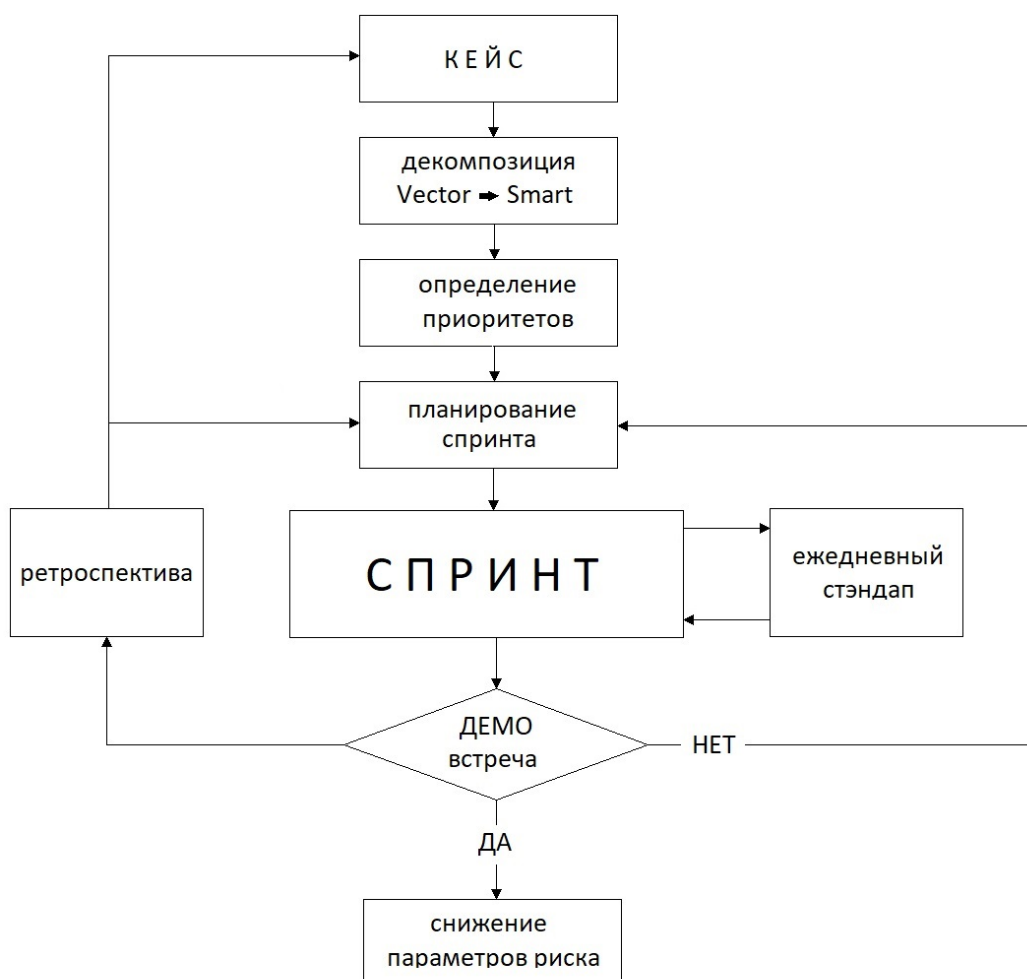 К Е Й С
декомпозиция
Vector → Smart
определение
приоритетов
планирование
спринта
ретроспектива
С П Р И Н Т
ежедневный
стэндап
ДЕМО
встреча
НЕТ
ДА
снижение
параметров риска